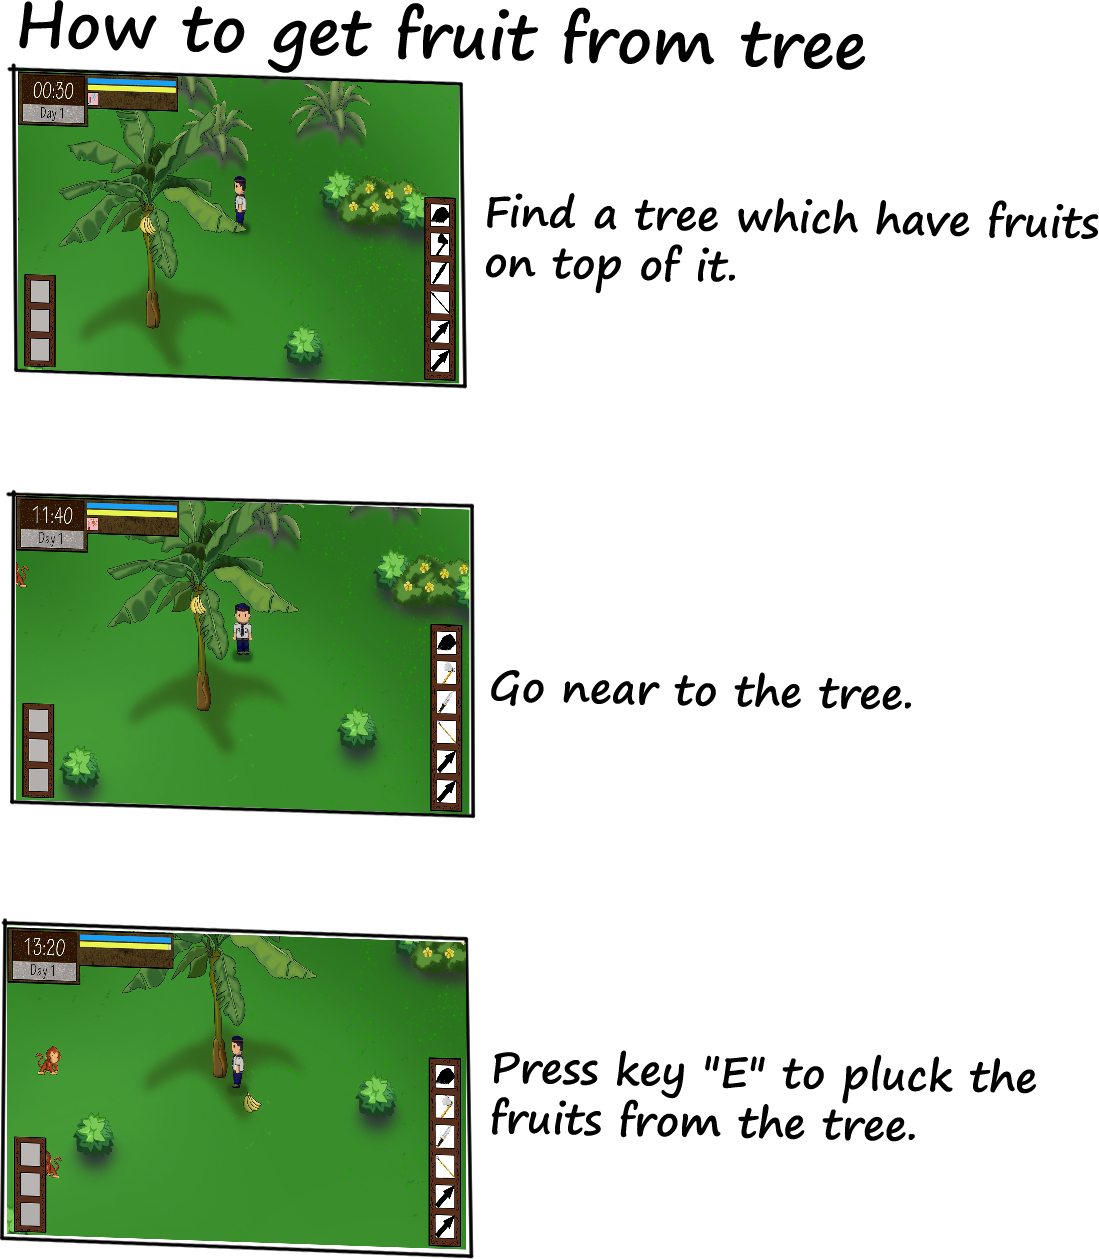 How to get fruit from tree
00:30
Day 1
Find a tree which have fruits
on top of it.
11:40
Day 1
Go near to the tree.
13:20
Day 1
Press key "E" to pluck the
fruits from the tree.